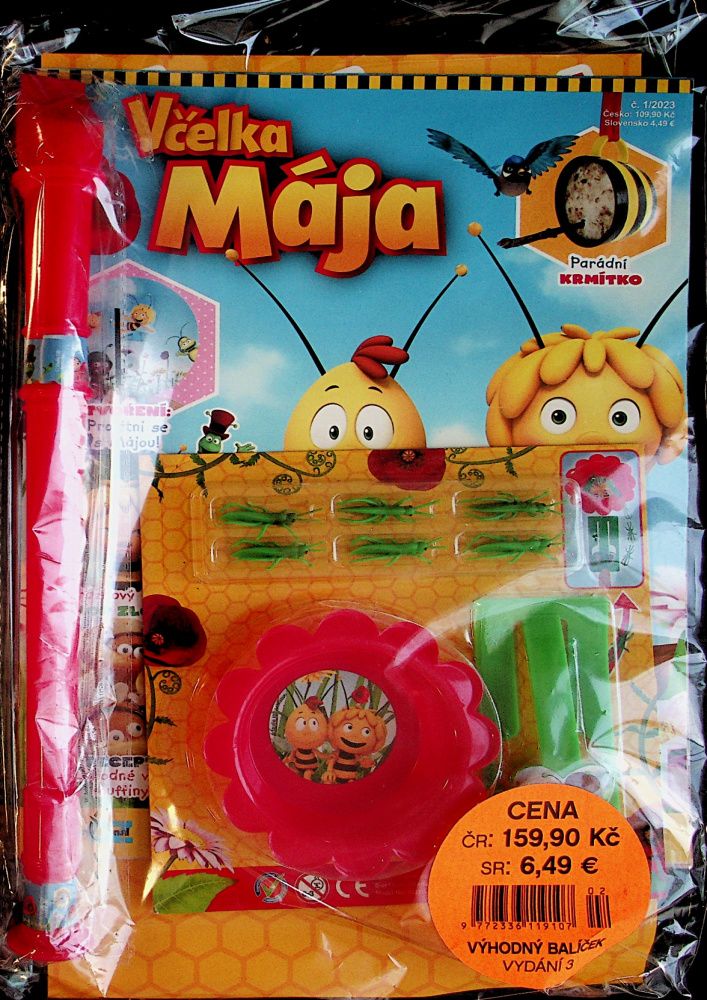 Včelka
Mája
č. 1/2023
Česko: 109,90 Kč
Slovensko 4,49 €
Parádní
KRMÍTKO
CENA
ČR: 159,90 Kč
SR: 6,49 €
02
9 772336 119107
VÝHODNÝ BALÍČEK
VYDÁNÍ 3
CE